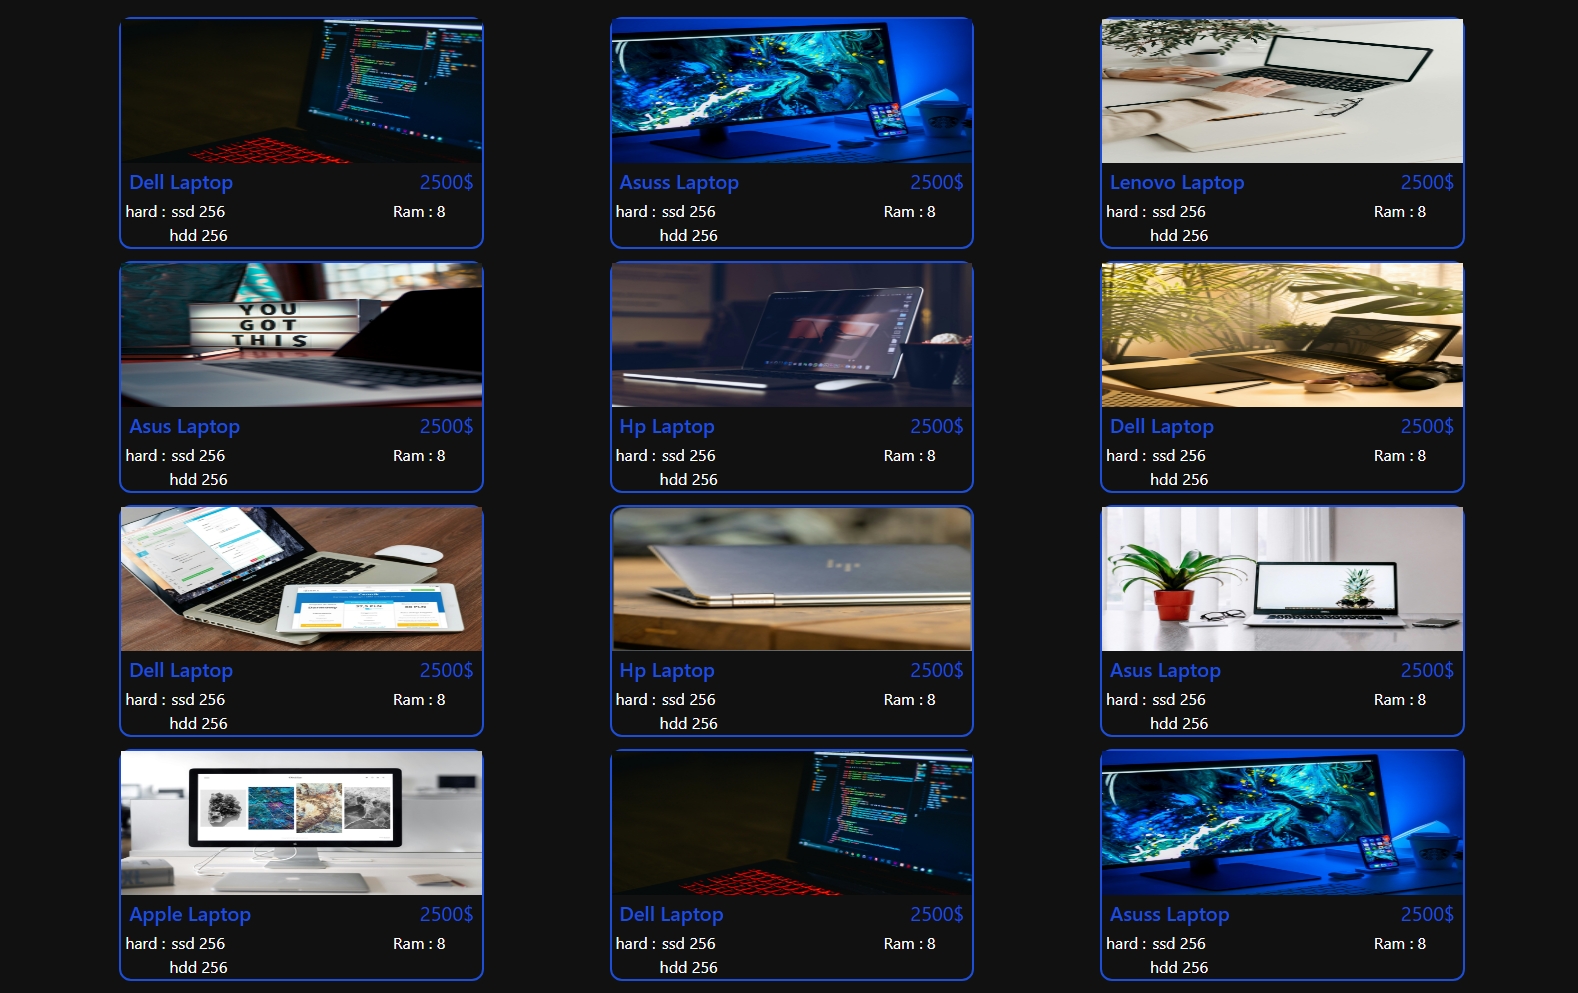 Dell Laptop 2500$
hard : ssd 256 Ram : 8
hdd 256
Asuss Laptop 2500$
hard : ssd 256 Ram : 8
hdd 256
Lenovo Laptop 2500$
hard : ssd 256 Ram : 8
hdd 256
YOU
GOT
THIS
Asus Laptop 2500$
hard : ssd 256 Ram : 8
hdd 256
Hp Laptop 2500$
hard : ssd 256 Ram : 8
hdd 256
Dell Laptop 2500$
hard : ssd 256 Ram : 8
hdd 256
Dell Laptop 2500$
hard : ssd 256 Ram : 8
hdd 256
hp
Hp Laptop 2500$
hard : ssd 256 Ram : 8
hdd 256
Asus Laptop 2500$
hard : ssd 256 Ram : 8
hdd 256
Apple Laptop 2500$
hard : ssd 256 Ram : 8
hdd 256
Dell Laptop 2500$
hard : ssd 256 Ram : 8
hdd 256
Asuss Laptop 2500$
hard : ssd 256 Ram : 8
hdd 256